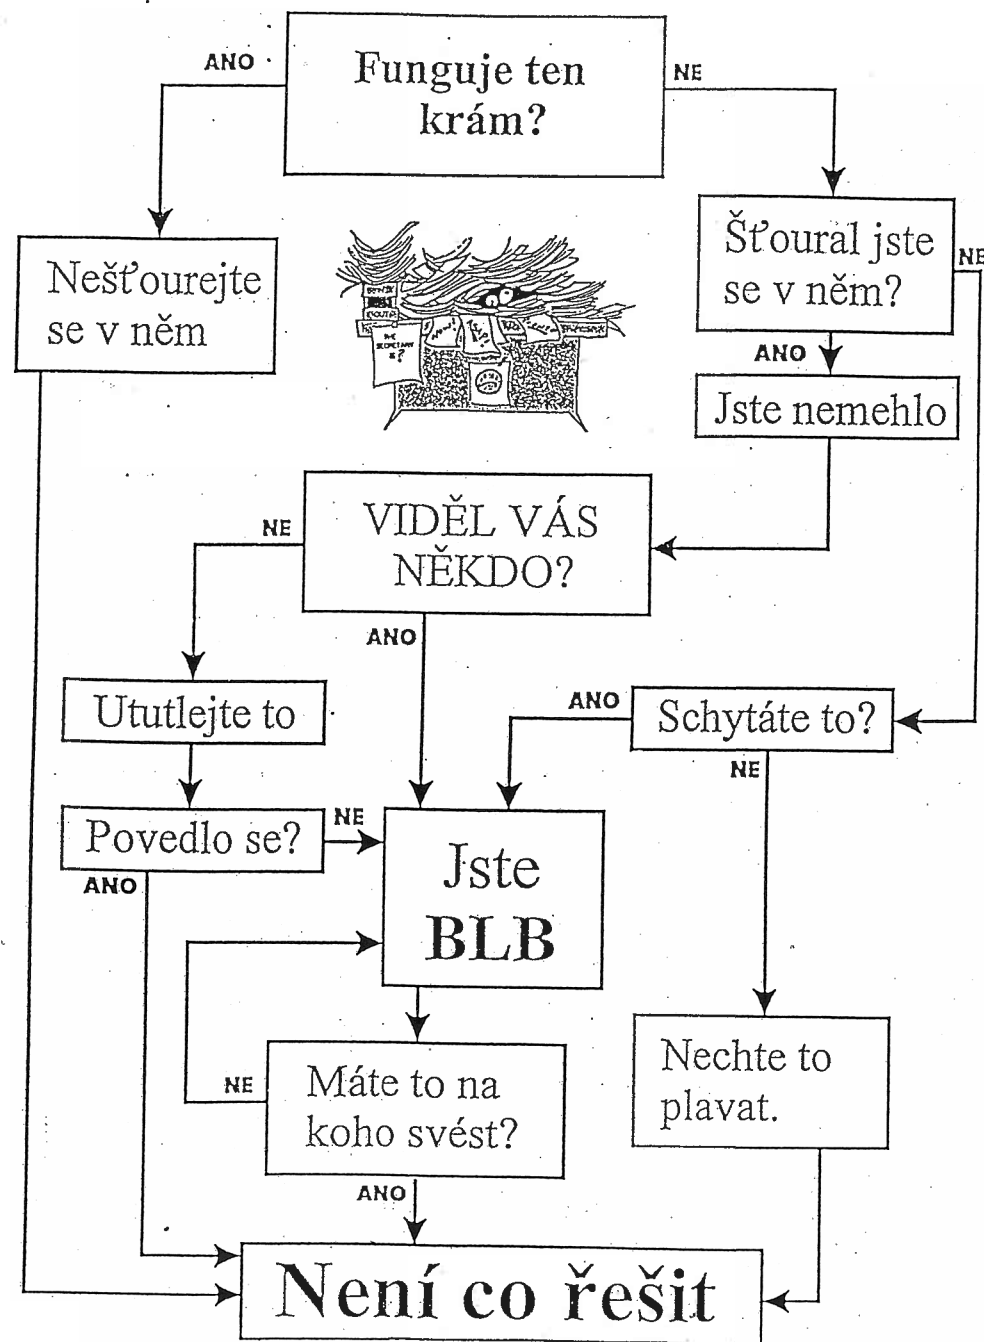 ANO
Funguje ten
krám?
NE
Nešťourejte
se v něm
Šťoural jste
se v něm?
NE
ANO
Jste nemehlo
VIDĚL VÁS
NĚKDO?
NE
ANO
Ututlejte to
ANO
Schytáte to?
NE
Povedlo se?
NE
ANO
Jste
BLB
Máte to na
koho svést?
NE
ANO
Nechte to
plavat.
Není co řešit